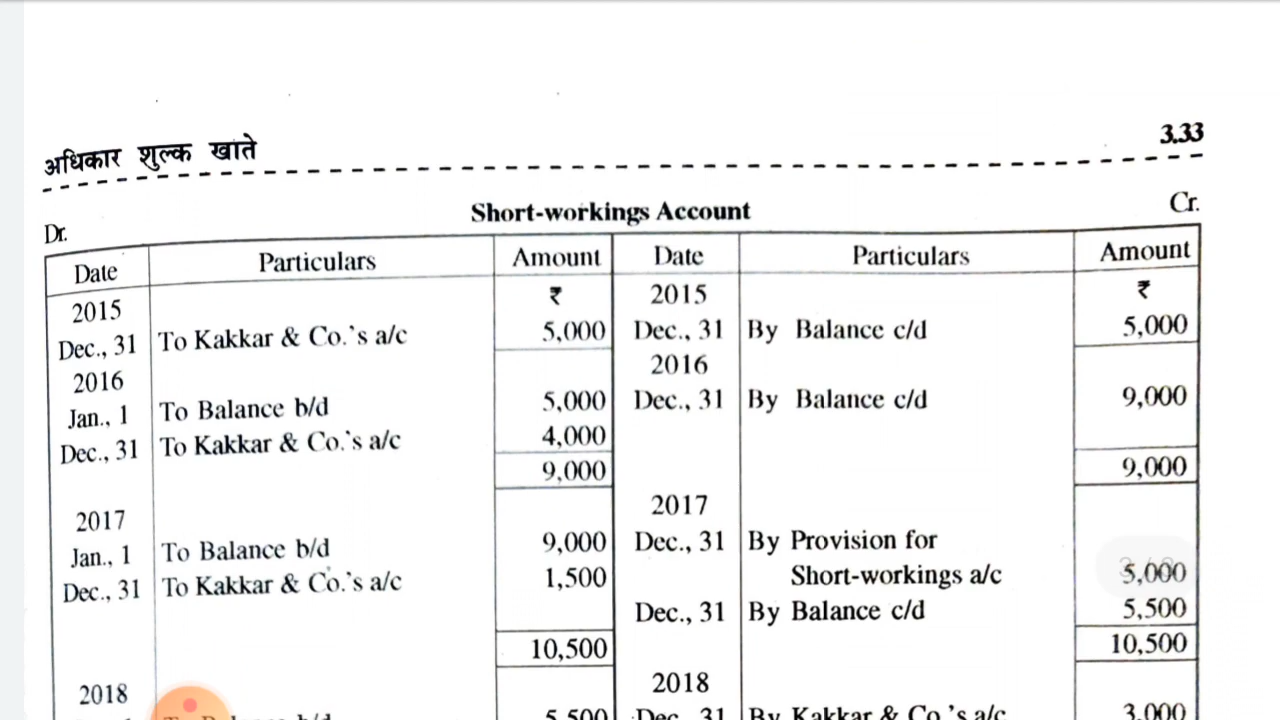 अधिकार शुल्क खाते 3.33
Short-workings Account
Dr. Cr.
Date Particulars Amount Date Particulars Amount
2015 ₹ 2015 ₹
Dec., 31 To Kakkar & Co.'s a/c 5,000 Dec., 31 By Balance c/d 5,000
2016 2016
Jan., 1 To Balance b/d 5,000 Dec., 31 By Balance c/d 9,000
Dec., 31 To Kakkar & Co.'s a/c 4,000
9,000 9,000
2017 2017
Jan., 1 To Balance b/d 9,000 Dec., 31 By Provision for
Dec., 31 To Kakkar & Co.'s a/c 1,500 Short-workings a/c 5,000
Dec., 31 By Balance c/d 5,500
10,500 10,500
2018 2018
5,500 Dec. 31 By Kakkar & Co.'s a/c 3,000